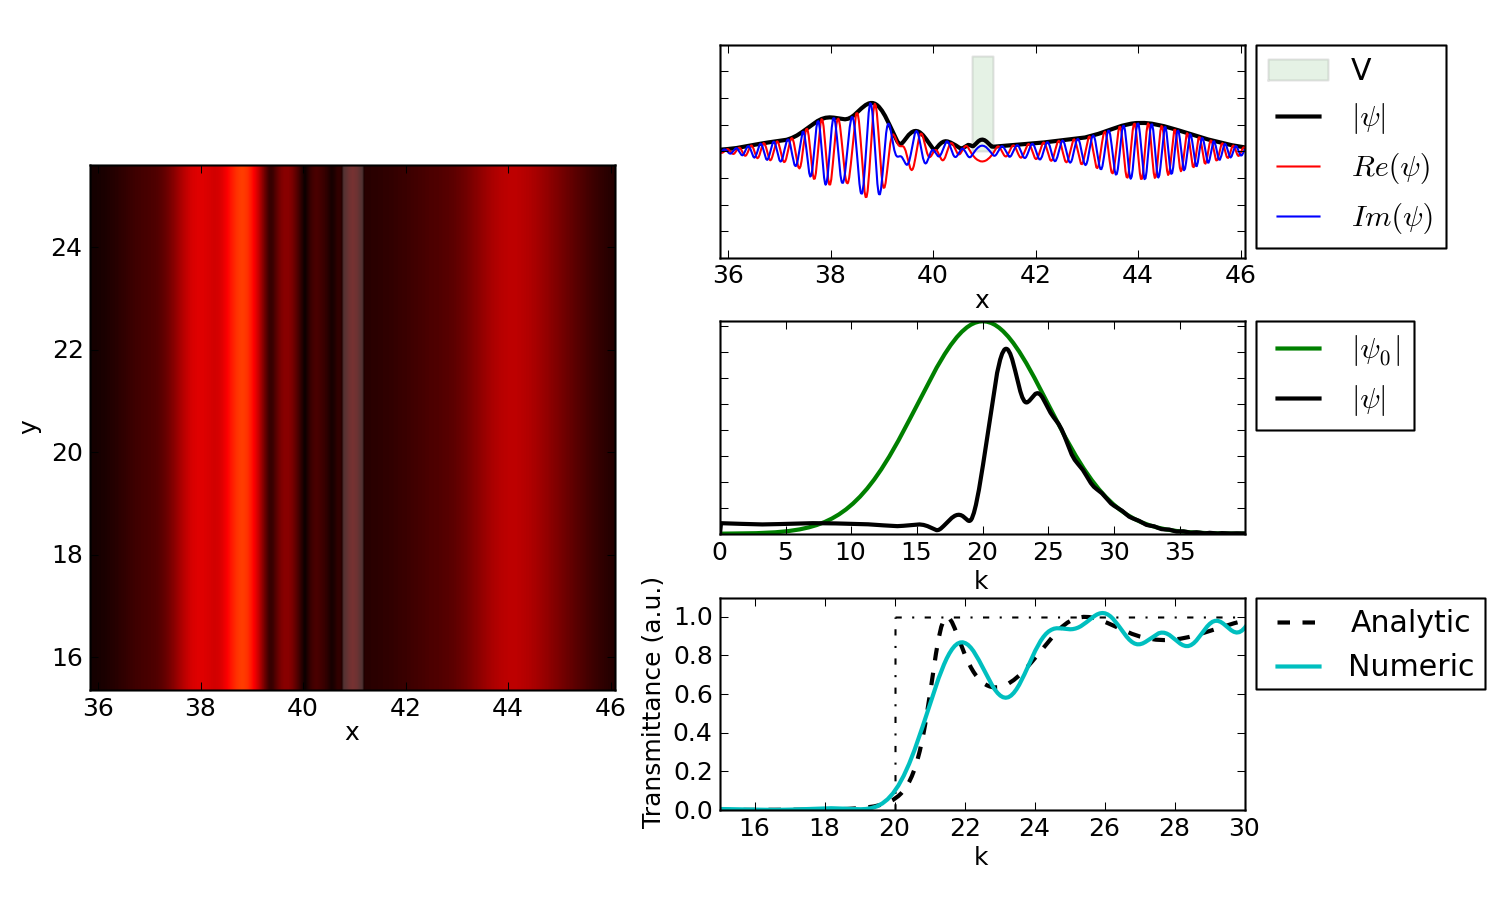 24
22
20
18
16
y
36 38 40 42 44 46
x
36 38 40 42 44 46
x
V
|ψ|
Re(ψ)
Im(ψ)
0 5 10 15 20 25 30 35
k
|ψ₀|
|ψ|
Transmittance (a.u.)
1.0
0.8
0.6
0.4
0.2
0.0
16 18 20 22 24 26 28 30
k
Analytic
Numeric